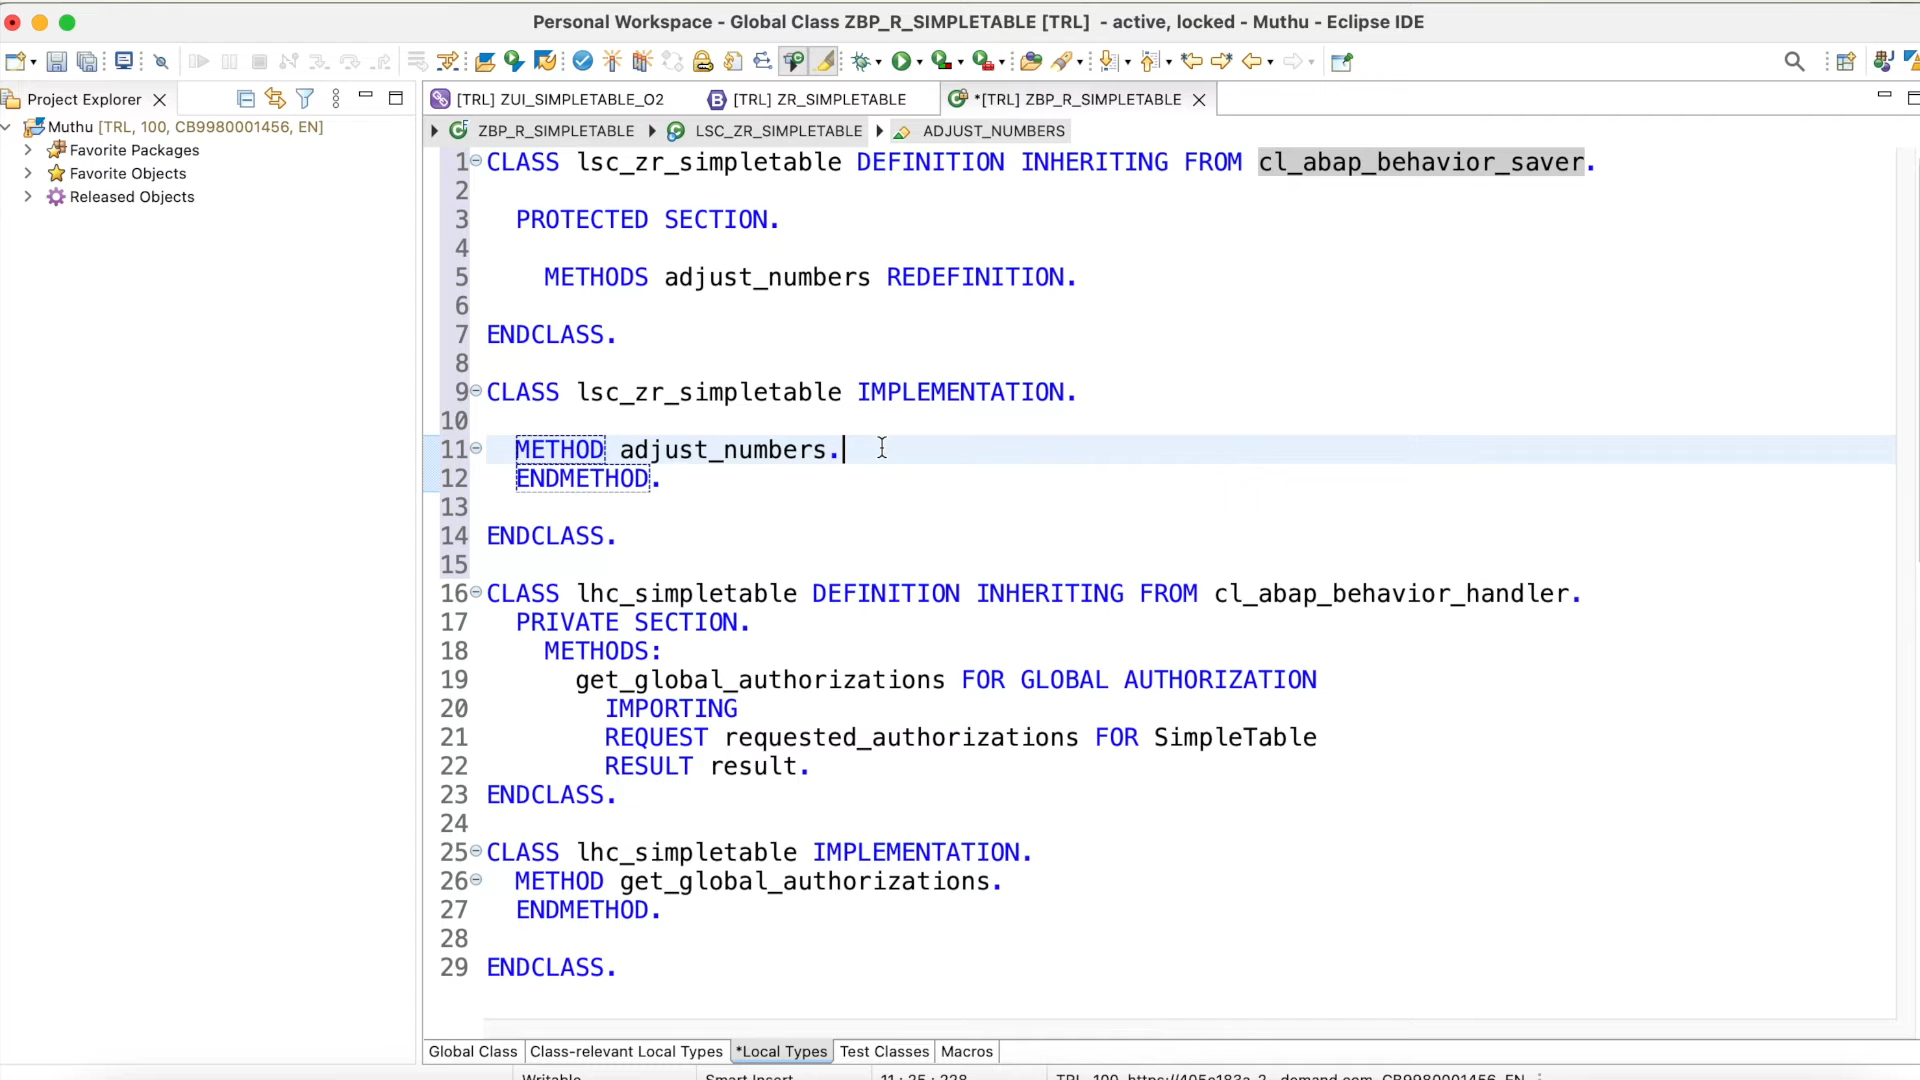 Personal Workspace - Global Class ZBP_R_SIMPLETABLE [TRL]  - active, locked - Muthu - Eclipse IDE
Project Explorer
Muthu [TRL, 100, CB9980001456, EN]
Favorite Packages
Favorite Objects
Released Objects
[TRL] ZUI_SIMPLETABLE_O2
[TRL] ZR_SIMPLETABLE
*[TRL] ZBP_R_SIMPLETABLE
ZBP_R_SIMPLETABLE
LSC_ZR_SIMPLETABLE
ADJUST_NUMBERS
1 CLASS lsc_zr_simpletable DEFINITION INHERITING FROM cl_abap_behavior_saver.
2
3 PROTECTED SECTION.
4
5 METHODS adjust_numbers REDEFINITION.
6
7 ENDCLASS.
8
9 CLASS lsc_zr_simpletable IMPLEMENTATION.
10
11 METHOD adjust_numbers.
12 ENDMETHOD.
13
14 ENDCLASS.
15
16 CLASS lhc_simpletable DEFINITION INHERITING FROM cl_abap_behavior_handler.
17 PRIVATE SECTION.
18 METHODS:
19 get_global_authorizations FOR GLOBAL AUTHORIZATION
20 IMPORTING
21 REQUEST requested_authorizations FOR SimpleTable
22 RESULT result.
23 ENDCLASS.
24
25 CLASS lhc_simpletable IMPLEMENTATION.
26 METHOD get_global_authorizations.
27 ENDMETHOD.
28
29 ENDCLASS.
Global Class
Class-relevant Local Types
*Local Types
Test Classes
Macros
Writable
Smart Insert
11 : 25 : 228